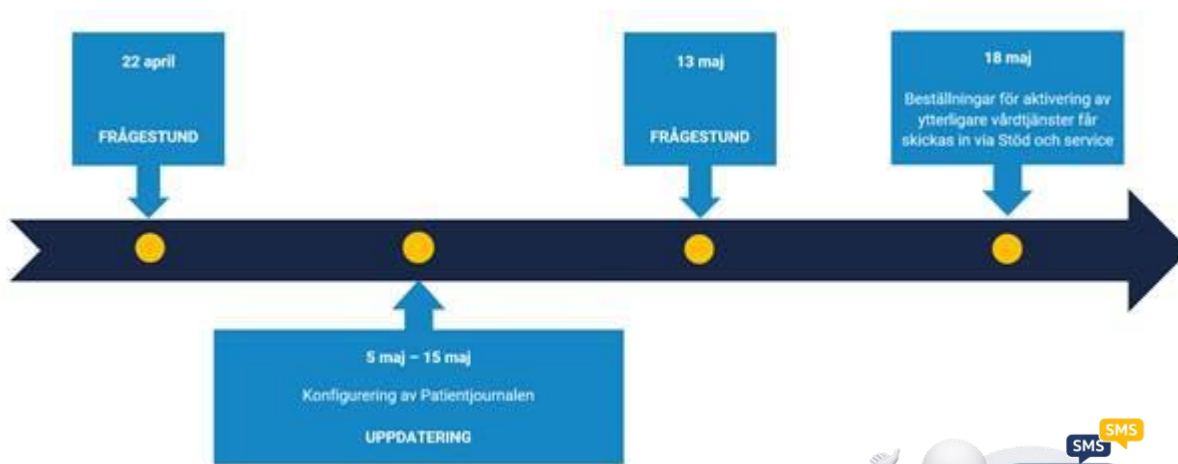 22 april
FRÅGESTUND
13 maj
FRÅGESTUND
18 maj
Beställningar för aktivering av
ytterligare vårdtjänster får
skickas in via Stöd och service
5 maj – 15 maj
Konfigurering av Patientjournalen
UPPDATERING
SMS
SMS